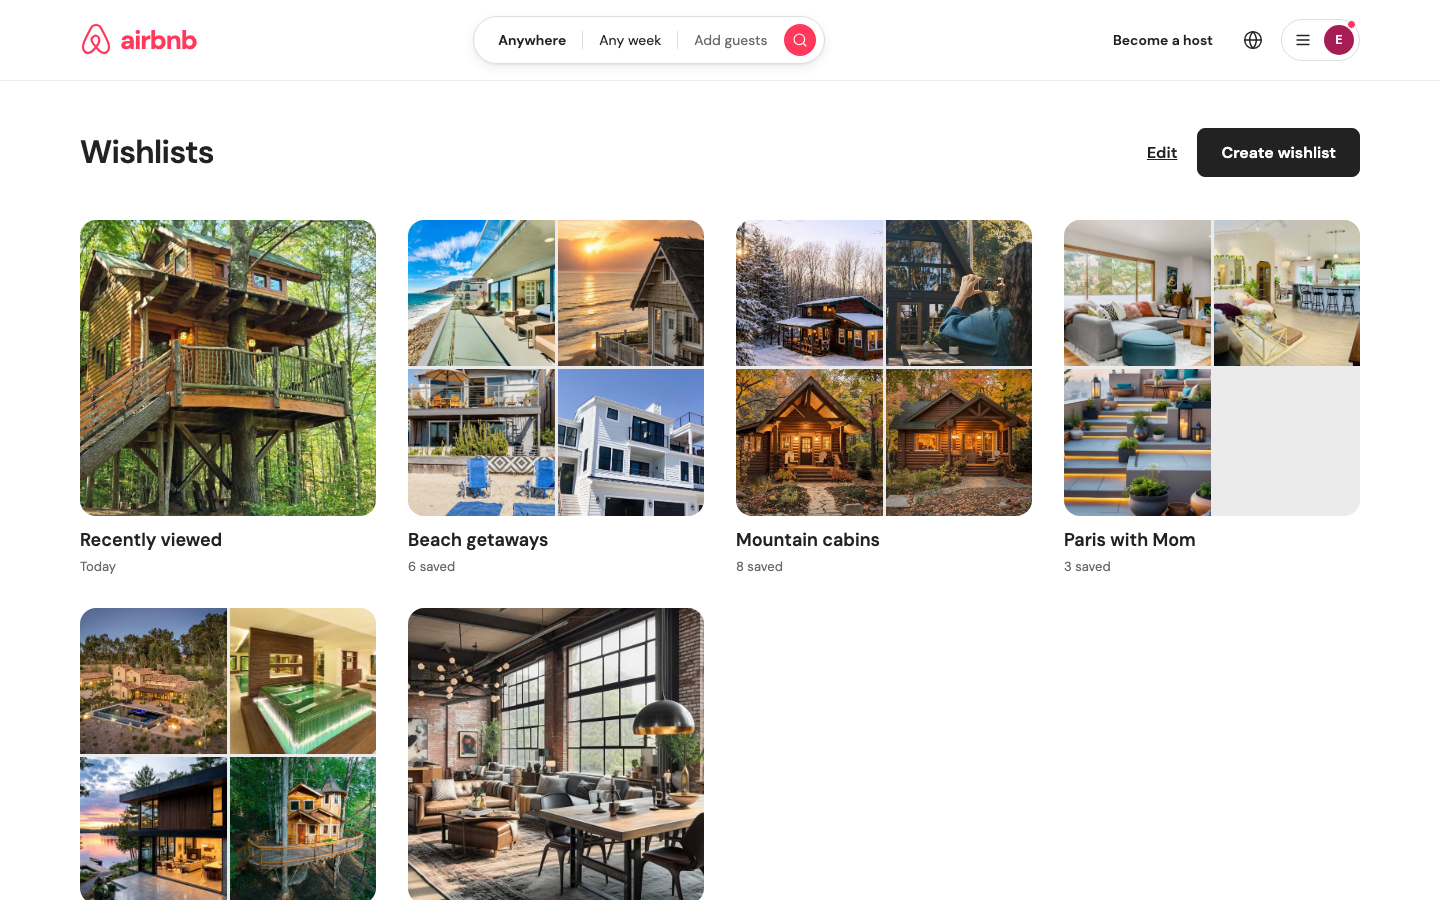 airbnb
Anywhere
Any week
Add guests
Become a host
E
Wishlists
Edit
Create wishlist
Recently viewed
Today
Beach getaways
6 saved
Mountain cabins
8 saved
Paris with Mom
3 saved